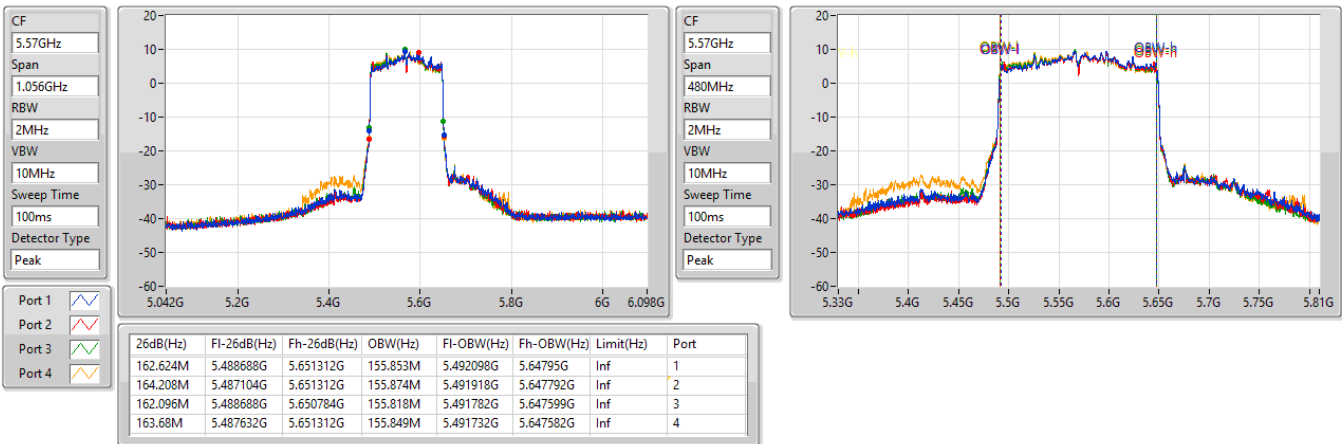 CF
5.57GHz
Span
1.056GHz
RBW
2MHz
VBW
10MHz
Sweep Time
100ms
Detector Type
Peak
20
10
0
-10
-20
-30
-40
-50
-60
5.042G 5.2G 5.4G 5.6G 5.8G 6G 6.098G
CF
5.57GHz
Span
480MHz
RBW
2MHz
VBW
10MHz
Sweep Time
100ms
Detector Type
Peak
20
10
0
-10
-20
-30
-40
-50
-60
OBW-l OBW-h
5.33G 5.4G 5.45G 5.5G 5.55G 5.6G 5.65G 5.7G 5.75G 5.81G
Port 1
Port 2
Port 3
Port 4
26dB(Hz) Fl-26dB(Hz) Fh-26dB(Hz) OBW(Hz) Fl-OBW(Hz) Fh-OBW(Hz) Limit(Hz) Port
162.624M 5.488688G 5.651312G 155.853M 5.492098G 5.64795G Inf 1
164.208M 5.487104G 5.651312G 155.874M 5.491918G 5.647792G Inf 2
162.096M 5.488688G 5.650784G 155.818M 5.491782G 5.647599G Inf 3
163.68M 5.487632G 5.651312G 155.849M 5.491732G 5.647582G Inf 4